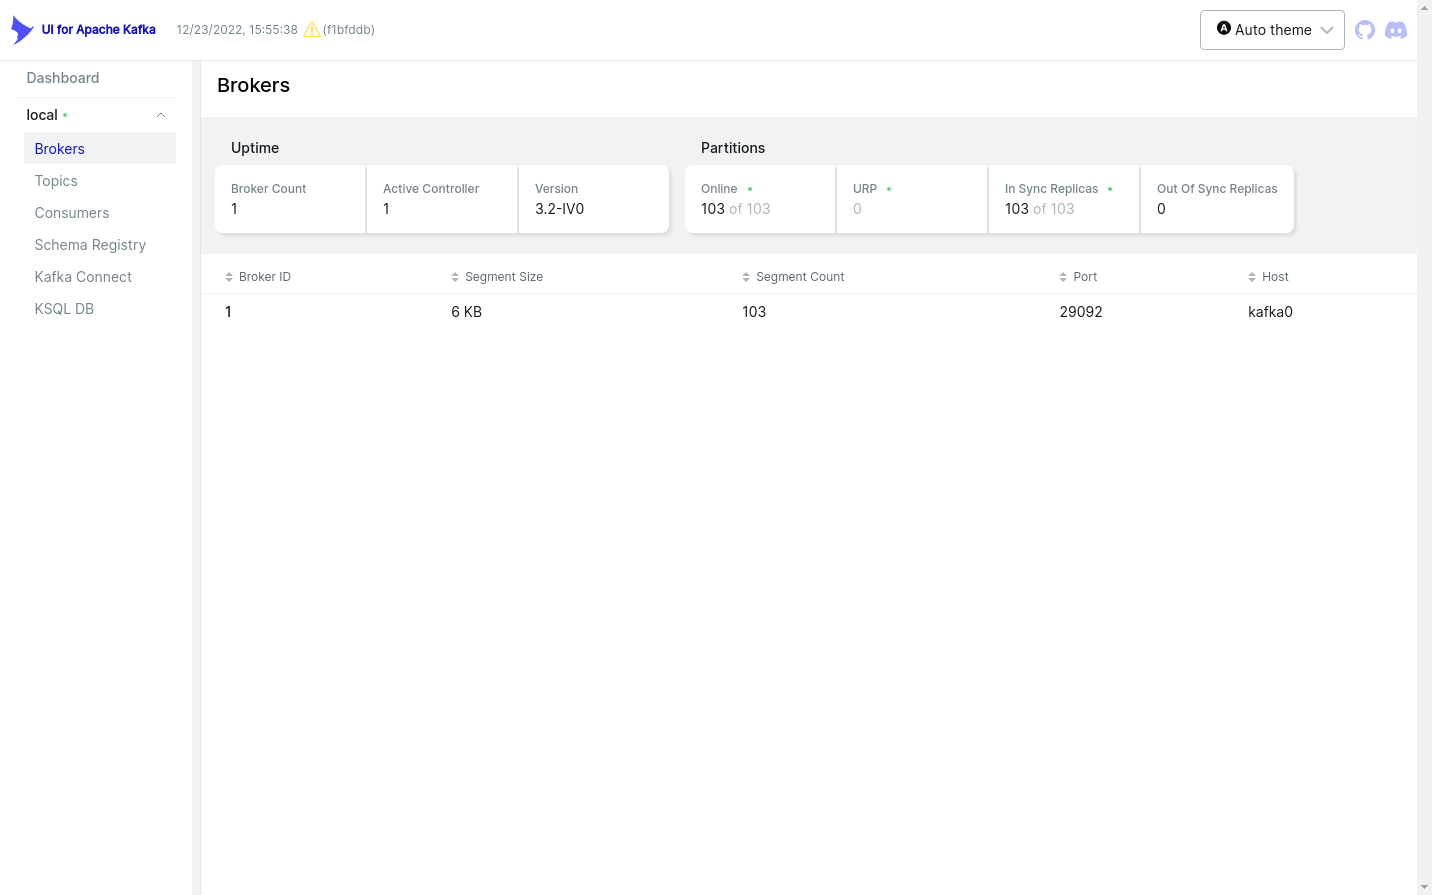 UI for Apache Kafka 12/23/2022, 15:55:38 (f1bfddb) A Auto theme
Dashboard
local
Brokers
Topics
Consumers
Schema Registry
Kafka Connect
KSQL DB
Brokers
Uptime
Broker Count Active Controller Version
1 1 3.2-IV0
Partitions
Online URP In Sync Replicas Out Of Sync Replicas
103 of 103 0 103 of 103 0
Broker ID Segment Size Segment Count Port Host
1 6 KB 103 29092 kafka0